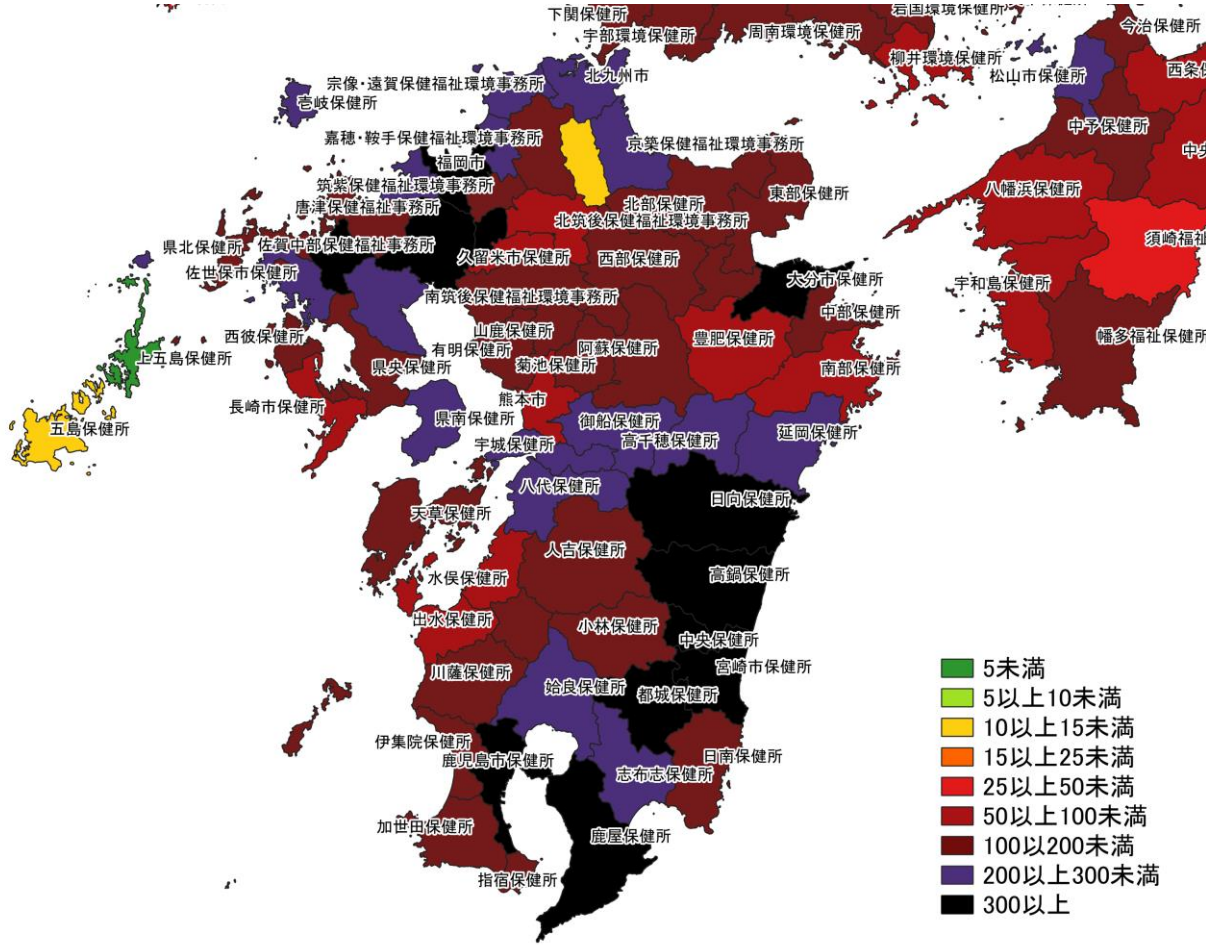 下関保健所
岩国環境保健所
宇部環境保健所
周南環境保健所
今治保健所
柳井環境保健所
西条保
松山市保健所
北九州市
宗像・遠賀保健福祉環境事務所
壱岐保健所
中予保健所
嘉穂・鞍手保健福祉環境事務所
京築保健福祉環境事務所
中央
福岡市
筑紫保健福祉環境事務所
八幡浜保健所
東部保健所
唐津保健福祉事務所
北部保健所
北筑後保健福祉環境事務所
須崎福祉
県北保健所
佐賀中部保健福祉事務所
久留米市保健所
西部保健所
佐世保市保健所
大分市保健所
宇和島保健所
南筑後保健福祉環境事務所
中部保健所
西彼保健所
山鹿保健所
豊肥保健所
幡多福祉保健所
上五島保健所
有明保健所
阿蘇保健所
県央保健所
菊池保健所
南部保健所
長崎市保健所
熊本市
五島保健所
県南保健所
御船保健所
延岡保健所
宇城保健所
高千穂保健所
八代保健所
日向保健所
天草保健所
人吉保健所
水俣保健所
高鍋保健所
出水保健所
小林保健所
中央保健所
川薩保健所
宮崎市保健所
姶良保健所
都城保健所
伊集院保健所
日南保健所
鹿児島市保健所
志布志保健所
加世田保健所
鹿屋保健所
指宿保健所
5未満
5以上10未満
10以上15未満
15以上25未満
25以上50未満
50以上100未満
100以200未満
200以上300未満
300以上